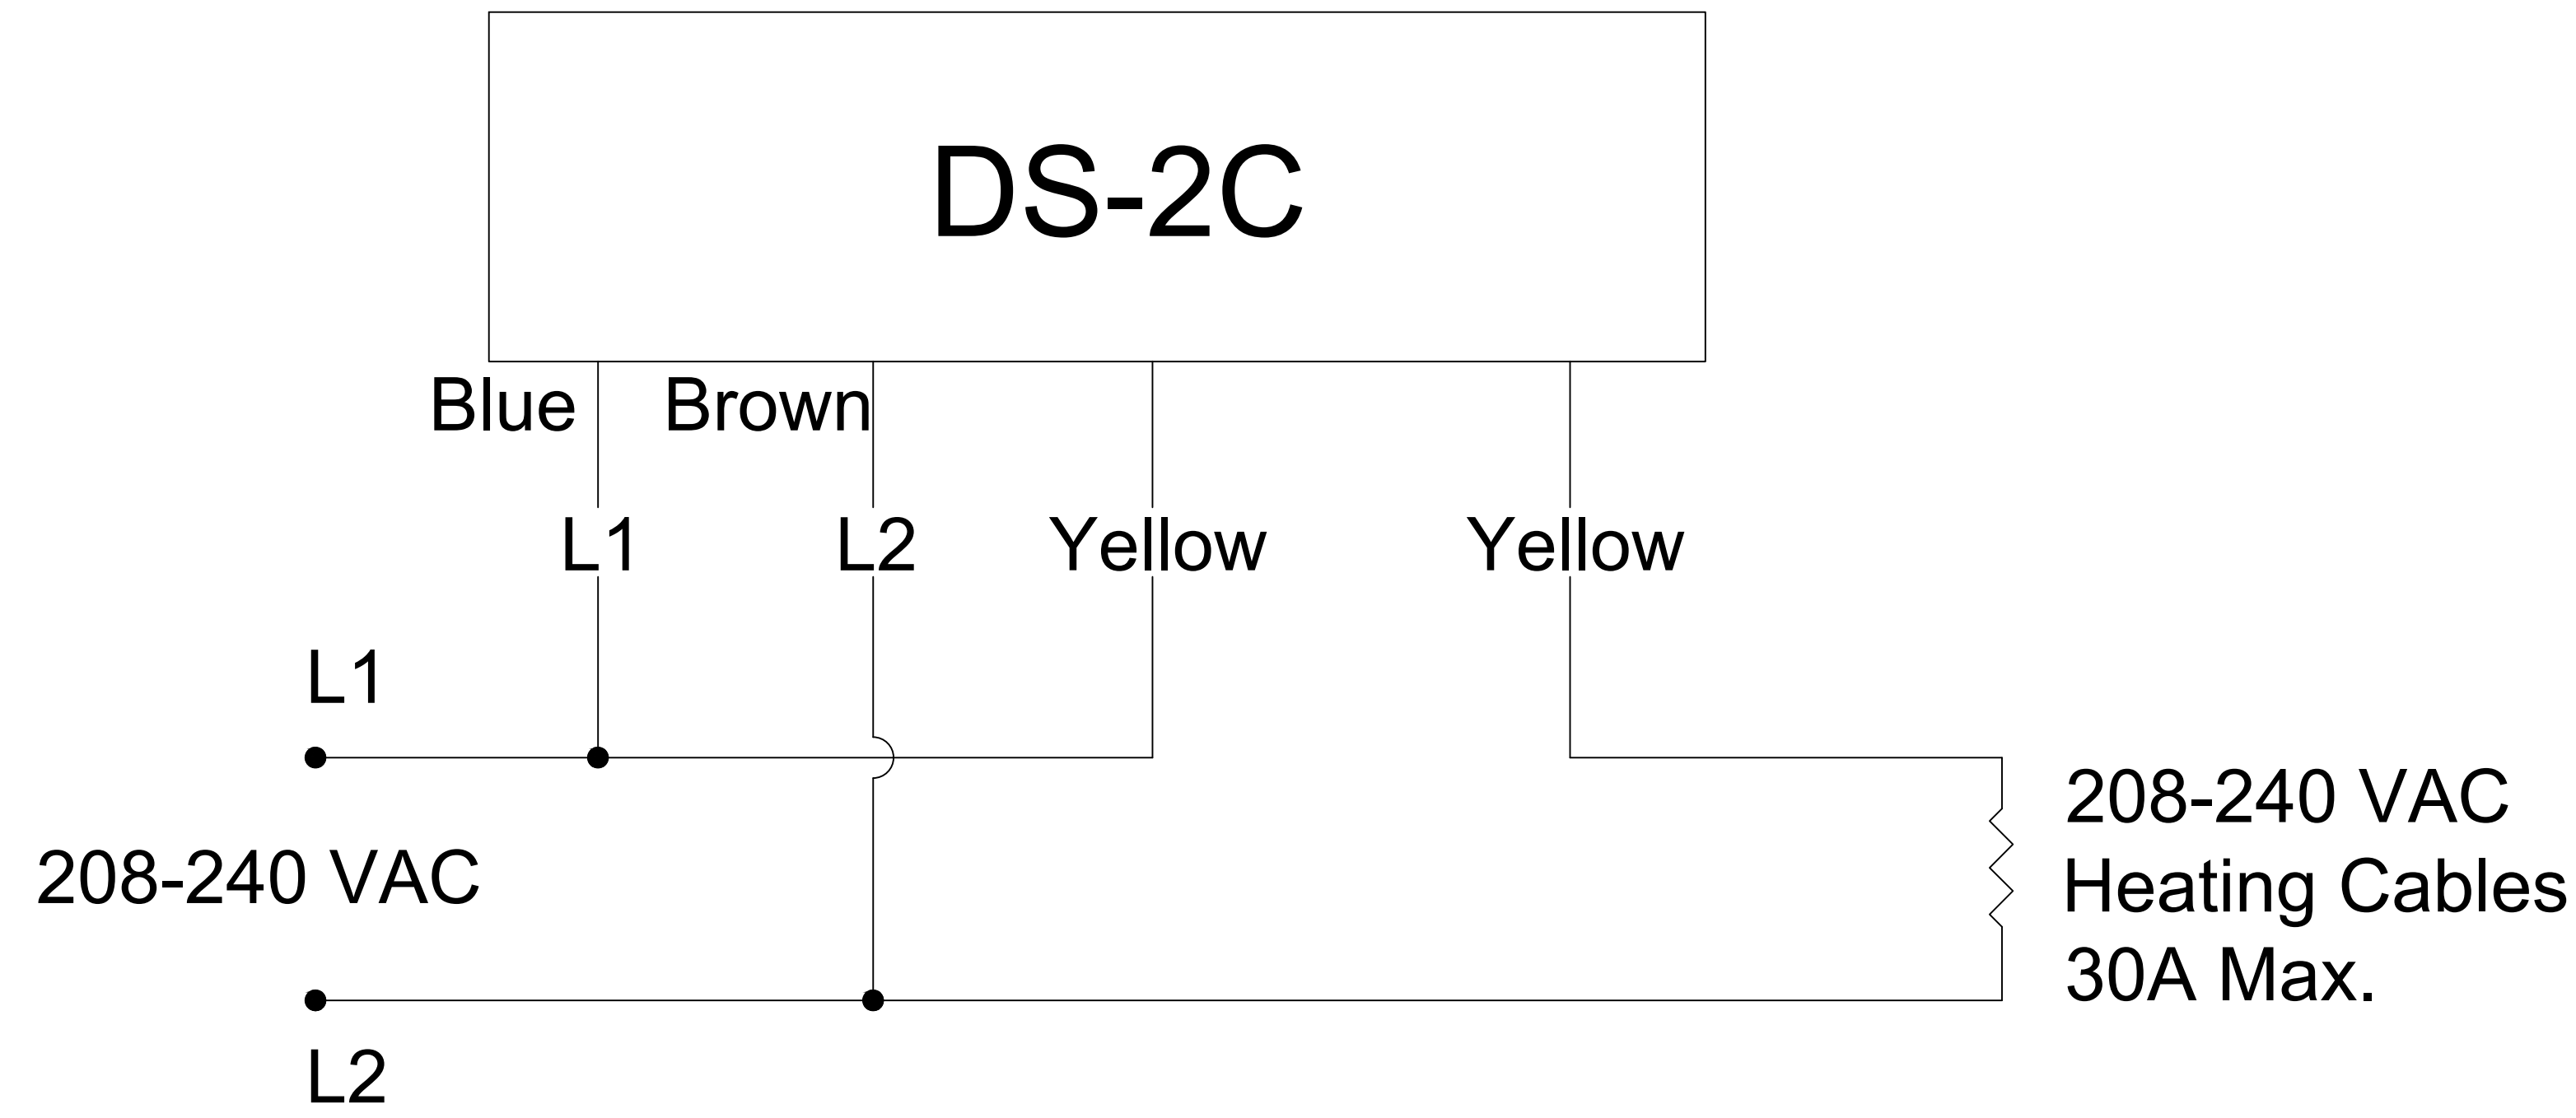 DS-2C
Blue
Brown
L1
L2
Yellow
Yellow
L1
208-240 VAC
L2
208-240 VAC
Heating Cables
30A Max.